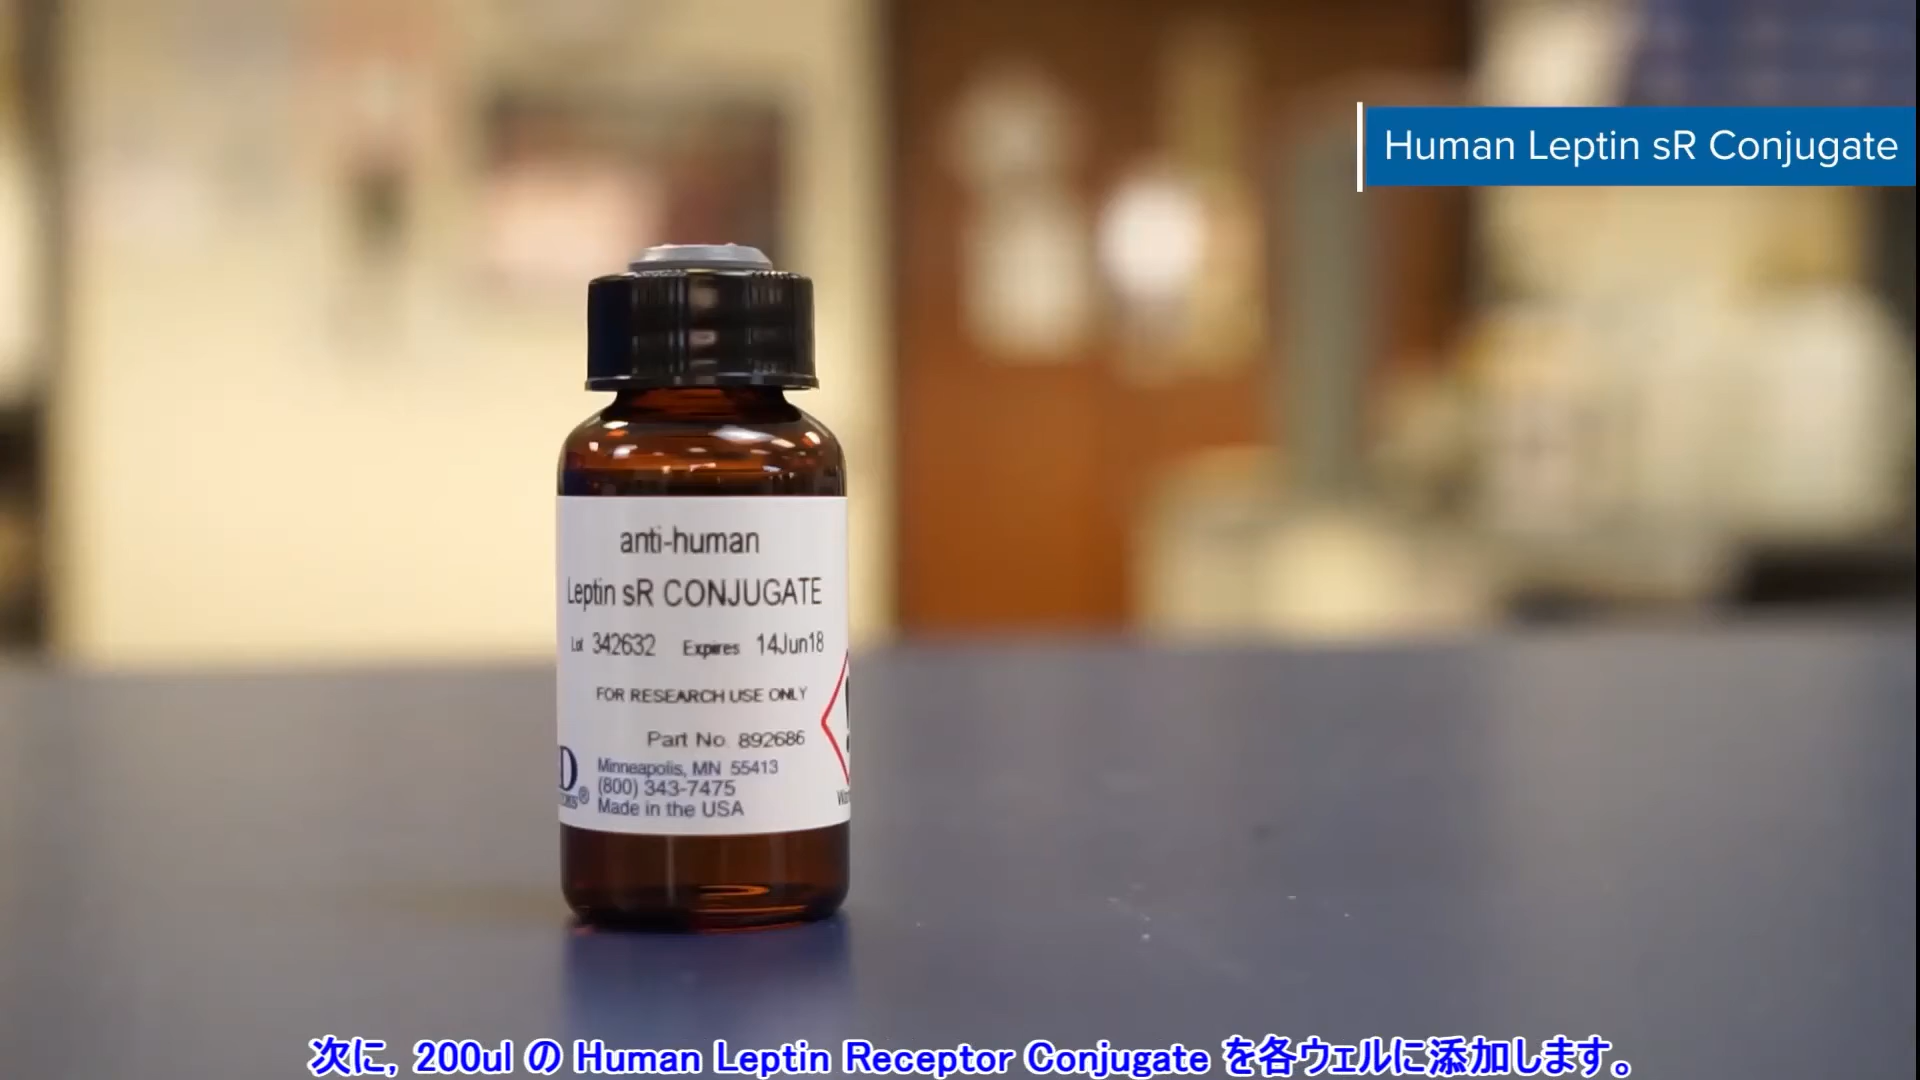 Human Leptin sR Conjugate
anti-human
Leptin sR CONJUGATE
Lot 342632 Expires 14Jun18
FOR RESEARCH USE ONLY
Part No. 892686
Minneapolis, MN 55413
(800) 343-7475
Made in the USA
次に, 200ul の Human Leptin Receptor Conjugate を各ウェルに添加します。